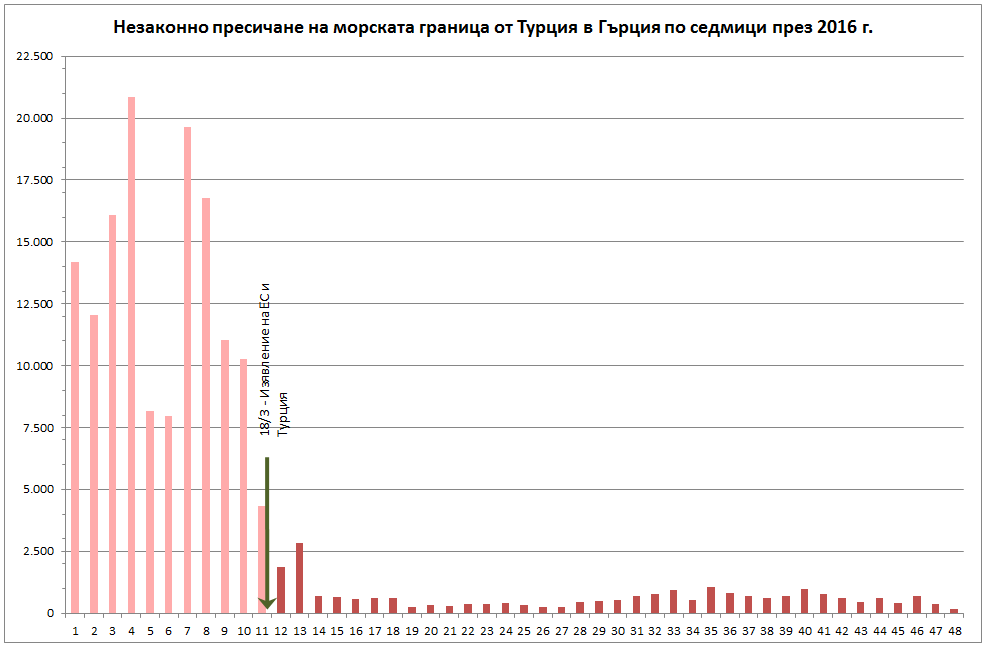 Незаконно пресичане на морската граница от Турция в Гърция по седмици през 2016 г.
22.500
20.000
17.500
15.000
12.500
10.000
7.500
5.000
2.500
0
18/3 - Изявление на ЕС и
Турция
1 2 3 4 5 6 7 8 9 10 11 12 13 14 15 16 17 18 19 20 21 22 23 24 25 26 27 28 29 30 31 32 33 34 35 36 37 38 39 40 41 42 43 44 45 46 47 48